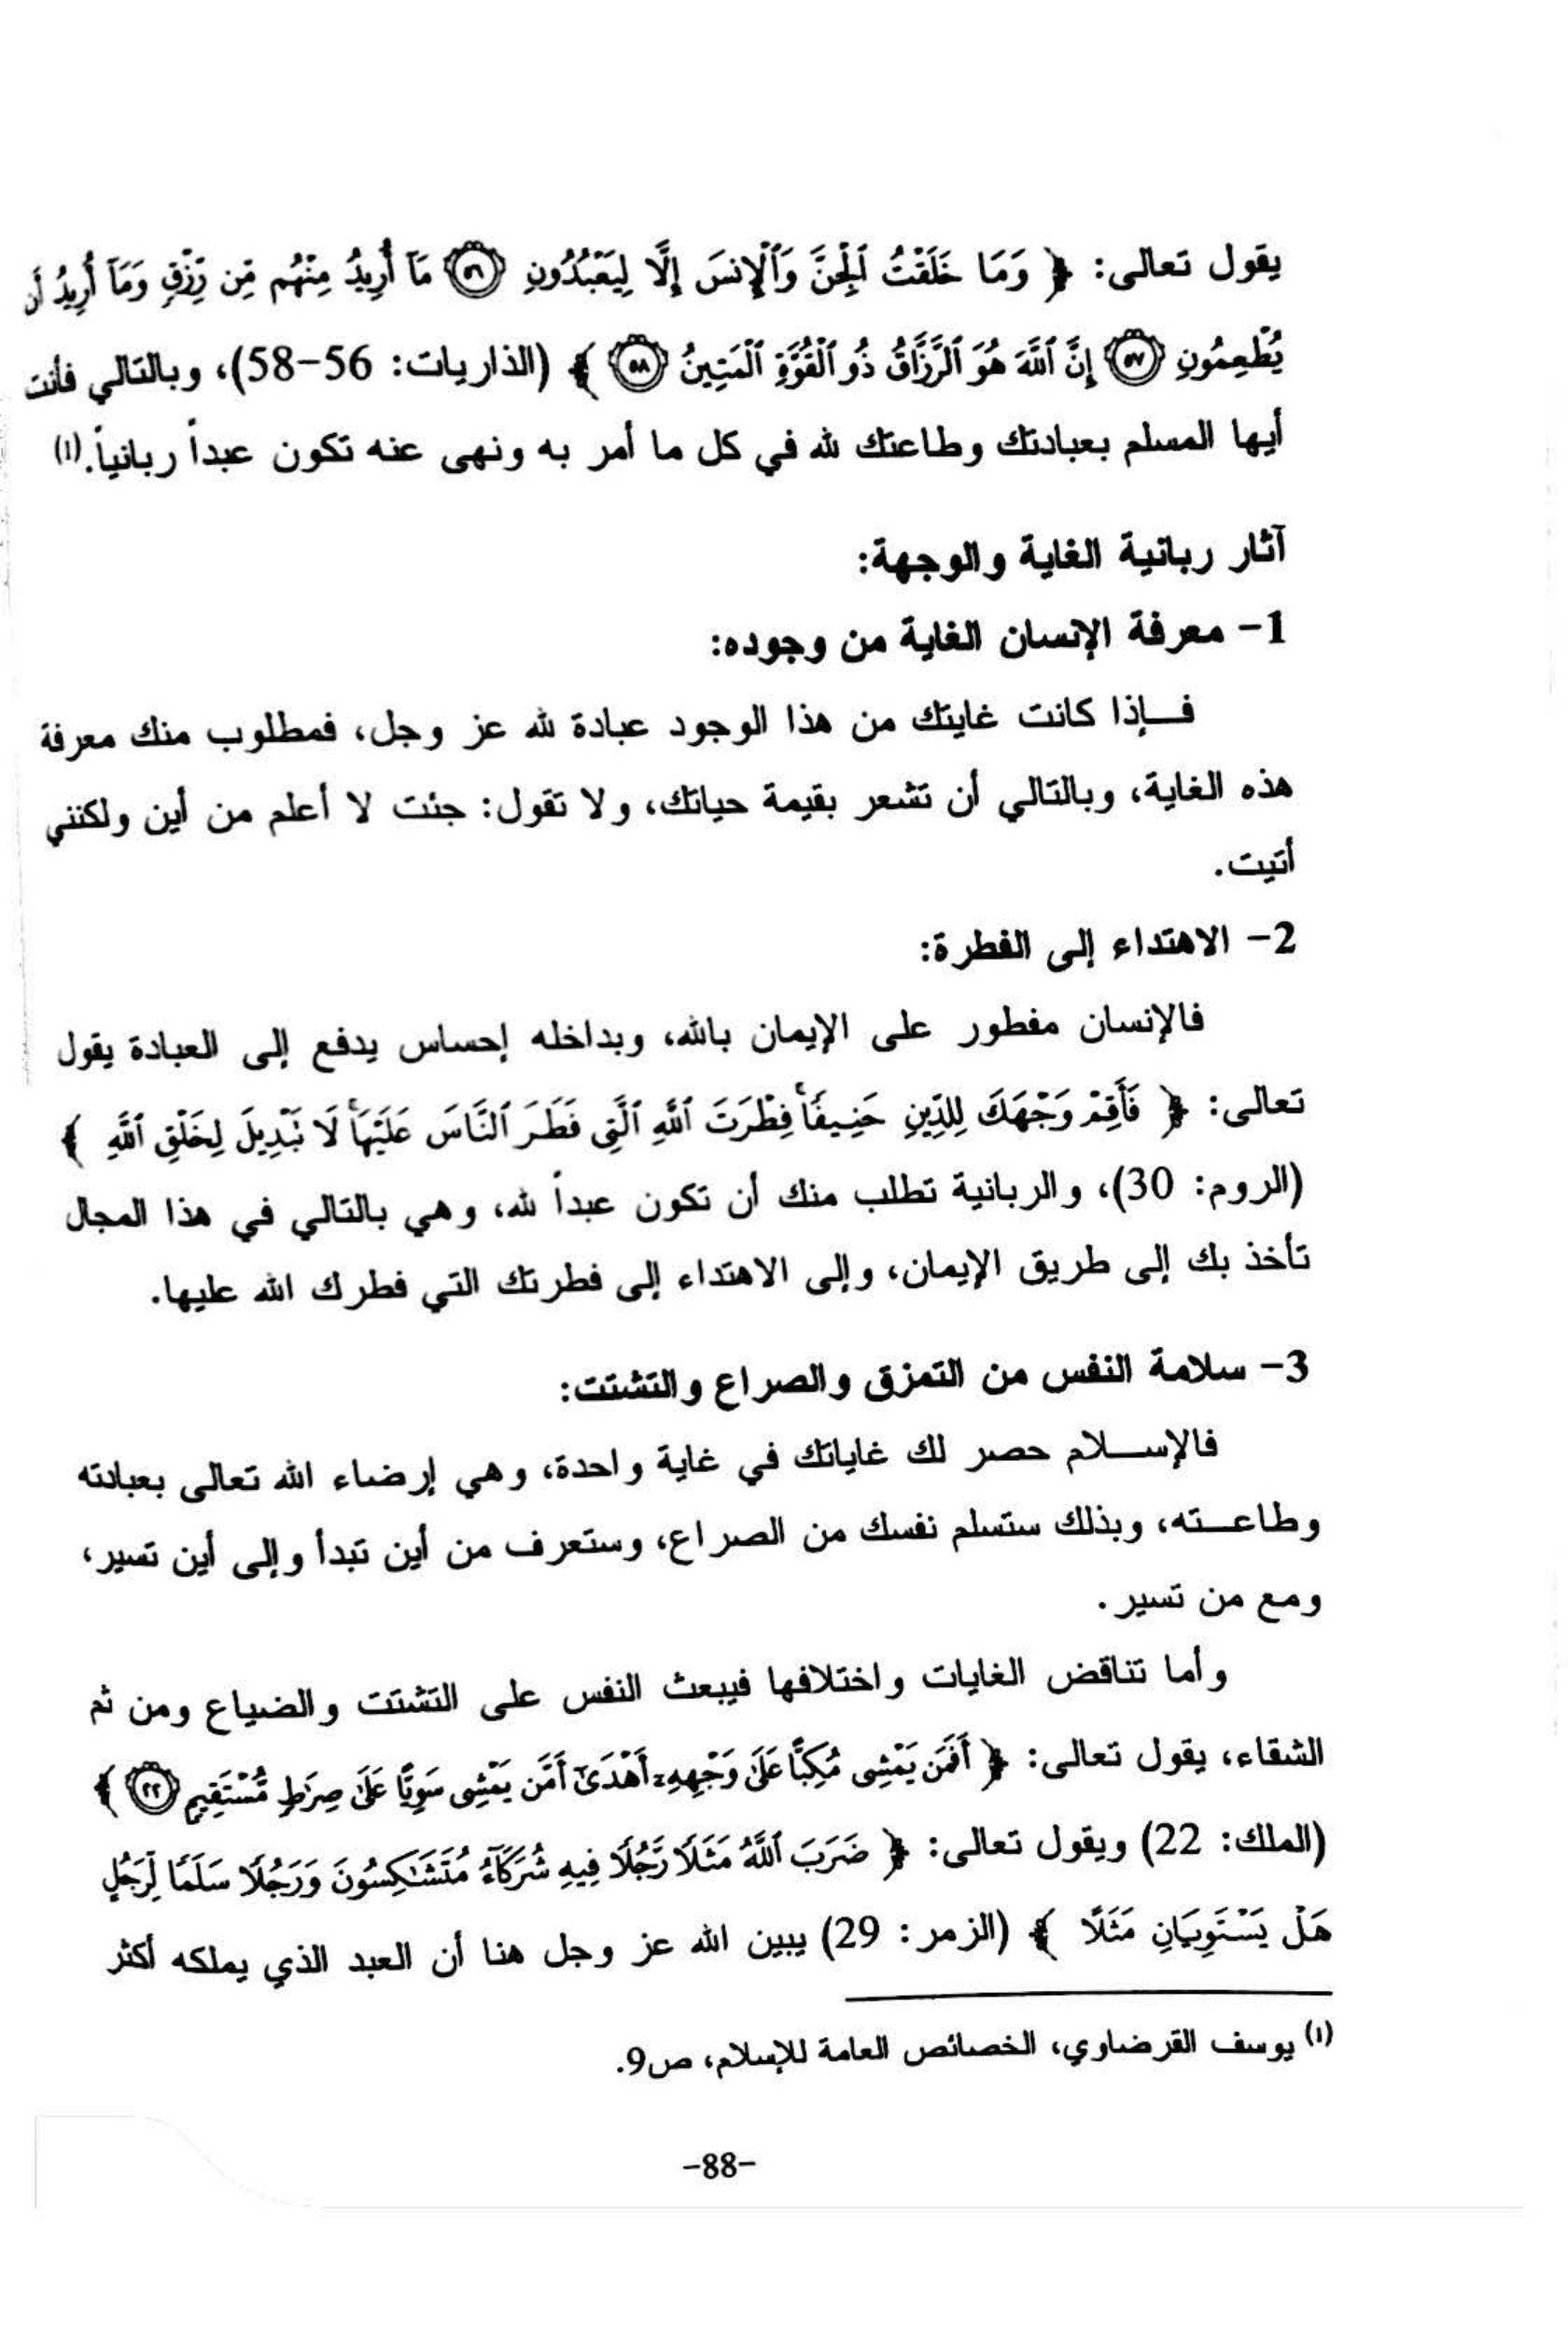 يقول تعالى: ﴿ وَمَا خَلَقْتُ ٱلْجِنَّ وَٱلْإِنسَ إِلَّا لِيَعْبُدُونِ ۝٥٦ مَآ أُرِيدُ مِنْهُم مِّن رِّزْقٍ وَمَآ أُرِيدُ أَن
يُطْعِمُونِ ۝٥٧ إِنَّ ٱللَّهَ هُوَ ٱلرَّزَّاقُ ذُو ٱلْقُوَّةِ ٱلْمَتِينُ ۝٥٨ ﴾ (الذاريات: 56-58)، وبالتالي فأنت
أيها المسلم بعبادتك وطاعتك لله في كل ما أمر به ونهى عنه تكون عبداً ربانياً.(١)
آثار ربانية الغاية والوجهة:
1- معرفة الإنسان الغاية من وجوده:
فــإذا كانت غايتك من هذا الوجود عبادة لله عز وجل، فمطلوب منك معرفة
هذه الغاية، وبالتالي أن تشعر بقيمة حياتك، ولا تقول: جئت لا أعلم من أين ولكنني
أتيت.
2- الاهتداء إلى الفطرة:
فالإنسان مفطور على الإيمان بالله، وبداخله إحساس يدفع إلى العبادة يقول
تعالى: ﴿ فَأَقِمْ وَجْهَكَ لِلدِّينِ حَنِيفًا ۚ فِطْرَتَ ٱللَّهِ ٱلَّتِى فَطَرَ ٱلنَّاسَ عَلَيْهَا ۚ لَا نَبْدِيلَ لِخَلْقِ ٱللَّهِ ﴾
(الروم: 30)، والربانية تطلب منك أن تكون عبداً لله، وهي بالتالي في هذا المجال
تأخذ بك إلى طريق الإيمان، وإلى الاهتداء إلى فطرتك التي فطرك الله عليها.
3- سلامة النفس من التمزق والصراع والتشتت:
فالإســلام حصر لك غاياتك في غاية واحدة، وهي إرضاء الله تعالى بعبادته
وطاعــته، وبذلك ستسلم نفسك من الصراع، وستعرف من أين تبدأ وإلى أين تسير،
ومع من تسير.
وأما تناقض الغايات واختلافها فيبعث النفس على التشتت والضياع ومن ثم
الشقاء، يقول تعالى: ﴿ أَفَمَن يَمْشِى مُكِبًّا عَلَىٰ وَجْهِهِۦٓ أَهْدَىٰٓ أَمَّن يَمْشِى سَوِيًّا عَلَىٰ صِرَٰطٍ مُّسْتَقِيمٍ ۝٢٢ ﴾
(الملك: 22) ويقول تعالى: ﴿ ضَرَبَ ٱللَّهُ مَثَلًا رَّجُلًا فِيهِ شُرَكَآءُ مُتَشَٰكِسُونَ وَرَجُلًا سَلَمًا لِّرَجُلٍ
هَلْ يَسْتَوِيَانِ مَثَلًا ﴾ (الزمر: 29) يبين الله عز وجل هنا أن العبد الذي يملكه أكثر
(١) يوسف القرضاوي، الخصائص العامة للإسلام، ص9.
-88-